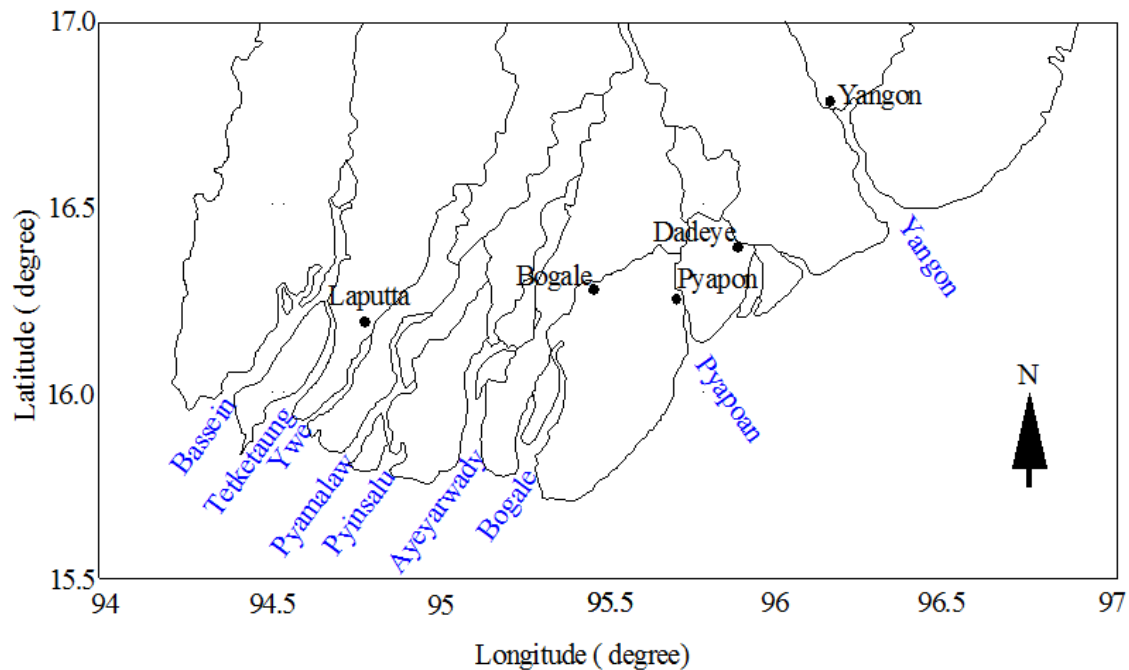 17.0
Yangon
16.5
Dadeye
Yangon
Bogale
Pyapon
Laputta
Latitude ( degree)
16.0
N
Pyapoan
Bassein
Tetketaung
Ywe
Pyamalaw
Pyinsalu
Ayeyarwady
Bogale
15.5
94 94.5 95 95.5 96 96.5 97
Longitude ( degree)